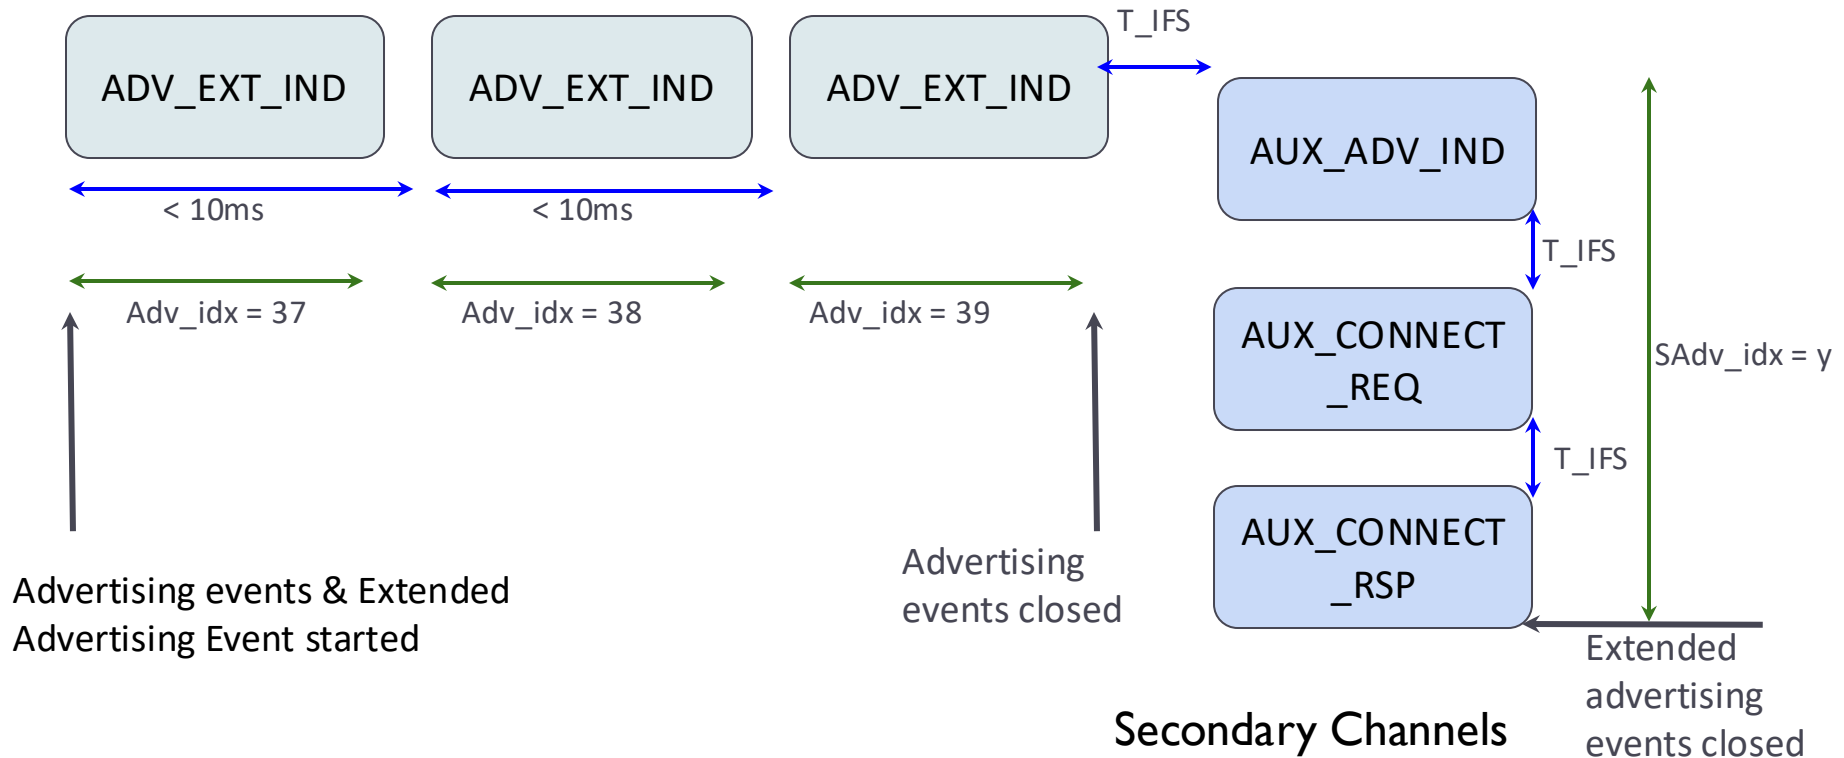 T_IFS
ADV_EXT_IND
ADV_EXT_IND
ADV_EXT_IND
AUX_ADV_IND
< 10ms
< 10ms
T_IFS
Adv_idx = 37
Adv_idx = 38
Adv_idx = 39
AUX_CONNECT
_REQ
SAdv_idx = y
T_IFS
AUX_CONNECT
_RSP
Advertising events & Extended
Advertising Event started
Advertising
events closed
Extended
advertising
events closed
Secondary Channels